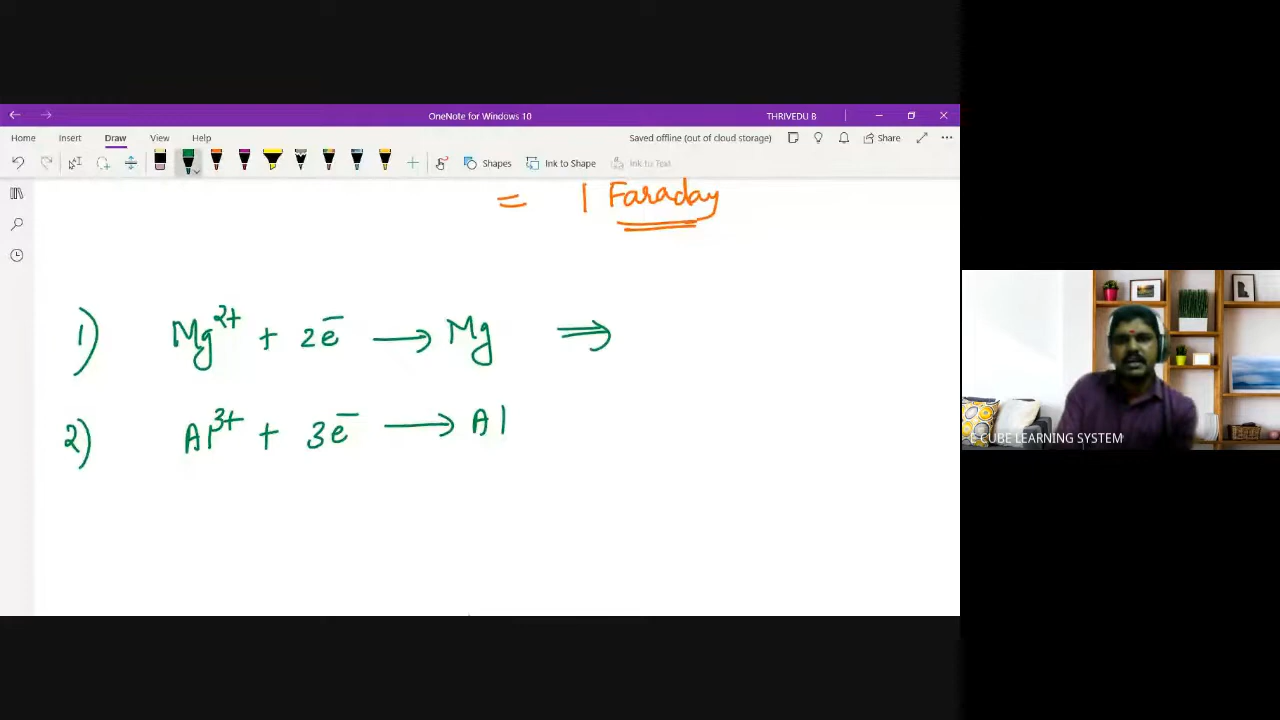 OneNote for Windows 10
THRIVEDU B
Home Insert Draw View Help
Saved offline (out of cloud storage)
Share
Shapes
Ink to Shape
Ink to Text
= 1 Faraday
1) Mg²⁺ + 2e⁻ → Mg ⇒
2) Al³⁺ + 3e⁻ → Al
E CUBE LEARNING SYSTEM